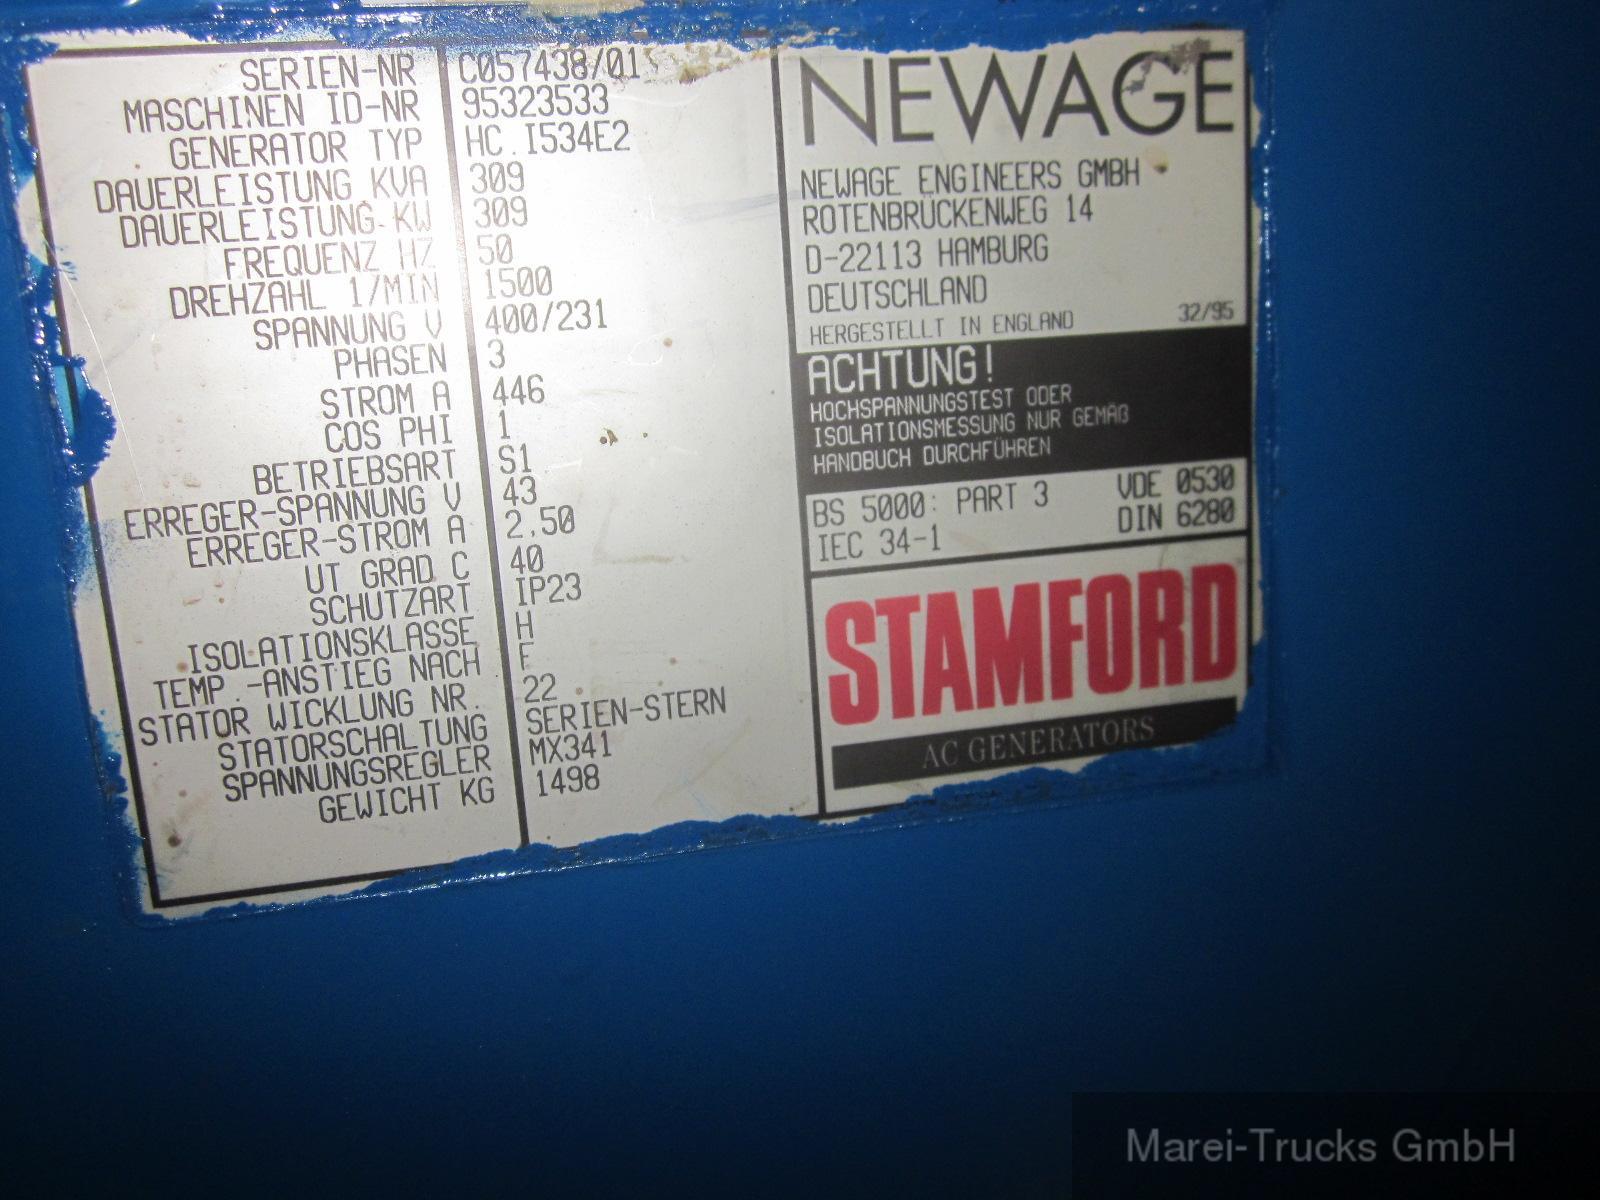 SERIEN-NR C057438/01
MASCHINEN ID-NR 95323533
GENERATOR TYP HC.I534E2
DAUERLEISTUNG KVA 309
DAUERLEISTUNG KW 309
FREQUENZ HZ 50
DREHZAHL 1/MIN 1500
SPANNUNG V 400/231
PHASEN 3
STROM A 446
COS PHI 1
BETRIEBSART S1
ERREGER-SPANNUNG V 43
ERREGER-STROM A 2.50
UT GRAD C 40
SCHUTZART IP23
ISOLATIONSKLASSE H
TEMP.-ANSTIEG NACH F
STATOR WICKLUNG NR. 22
STATORSCHALTUNG SERIEN-STERN
SPANNUNGSREGLER MX341
GEWICHT KG 1498
NEWAGE
NEWAGE ENGINEERS GMBH
ROTENBRÜCKENWEG 14
D-22113 HAMBURG
DEUTSCHLAND
HERGESTELLT IN ENGLAND 32/95
ACHTUNG!
HOCHSPANNUNGSTEST ODER
ISOLATIONSMESSUNG NUR GEMÄß
HANDBUCH DURCHFÜHREN
BS 5000: PART 3 VDE 0530
IEC 34-1 DIN 6280
STAMFORD
AC GENERATORS
Marei-Trucks GmbH